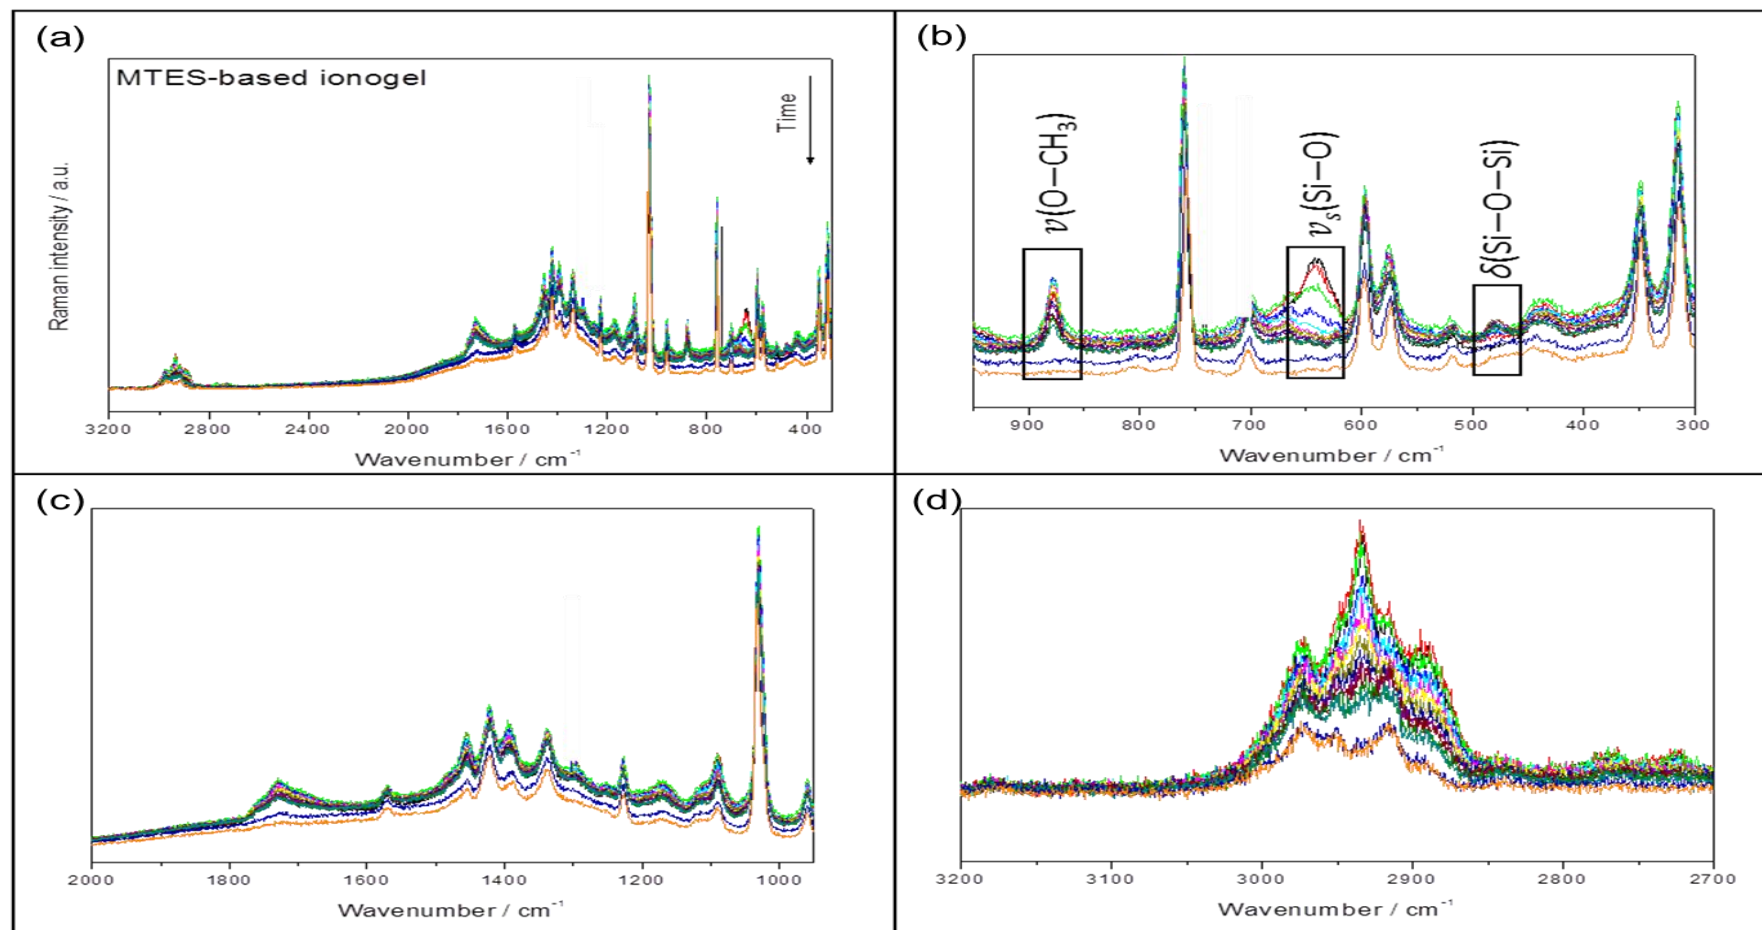 (a)
MTES-based ionogel
Time
Raman intensity / a.u.
3200 2800 2400 2000 1600 1200 800 400
Wavenumber / cm⁻¹
(b)
ν(O−CH₃)
νₛ(Si−O)
δ(Si−O−Si)
900 800 700 600 500 400 300
Wavenumber / cm⁻¹
(c)
2000 1800 1600 1400 1200 1000
Wavenumber / cm⁻¹
(d)
3200 3100 3000 2900 2800 2700
Wavenumber / cm⁻¹